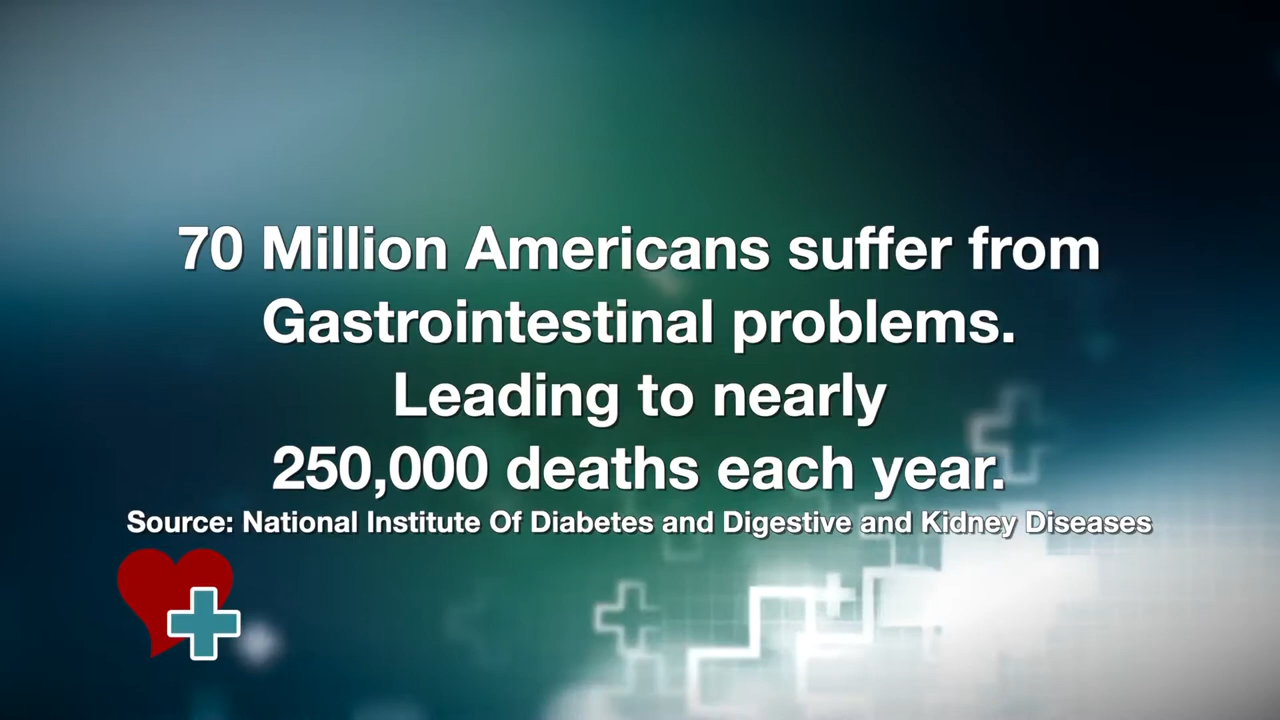 70 Million Americans suffer from
Gastrointestinal problems.
Leading to nearly
250,000 deaths each year.
Source: National Institute Of Diabetes and Digestive and Kidney Diseases